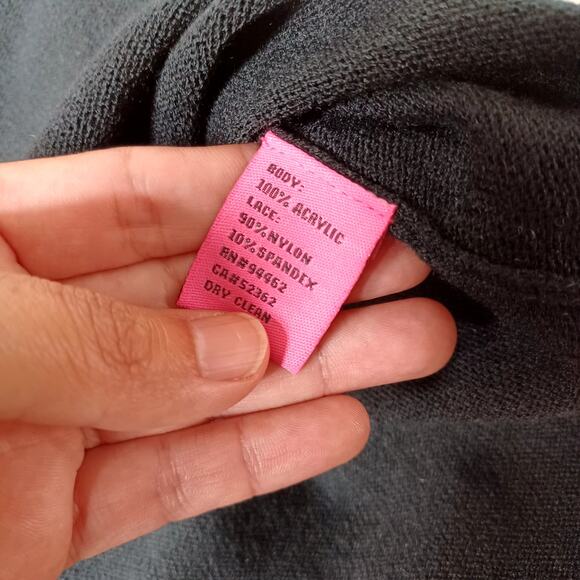 BODY:
100% ACRYLIC
LACE:
90%NYLON
10%SPANDEX
RN#94462
CA#52362
DRY CLEAN